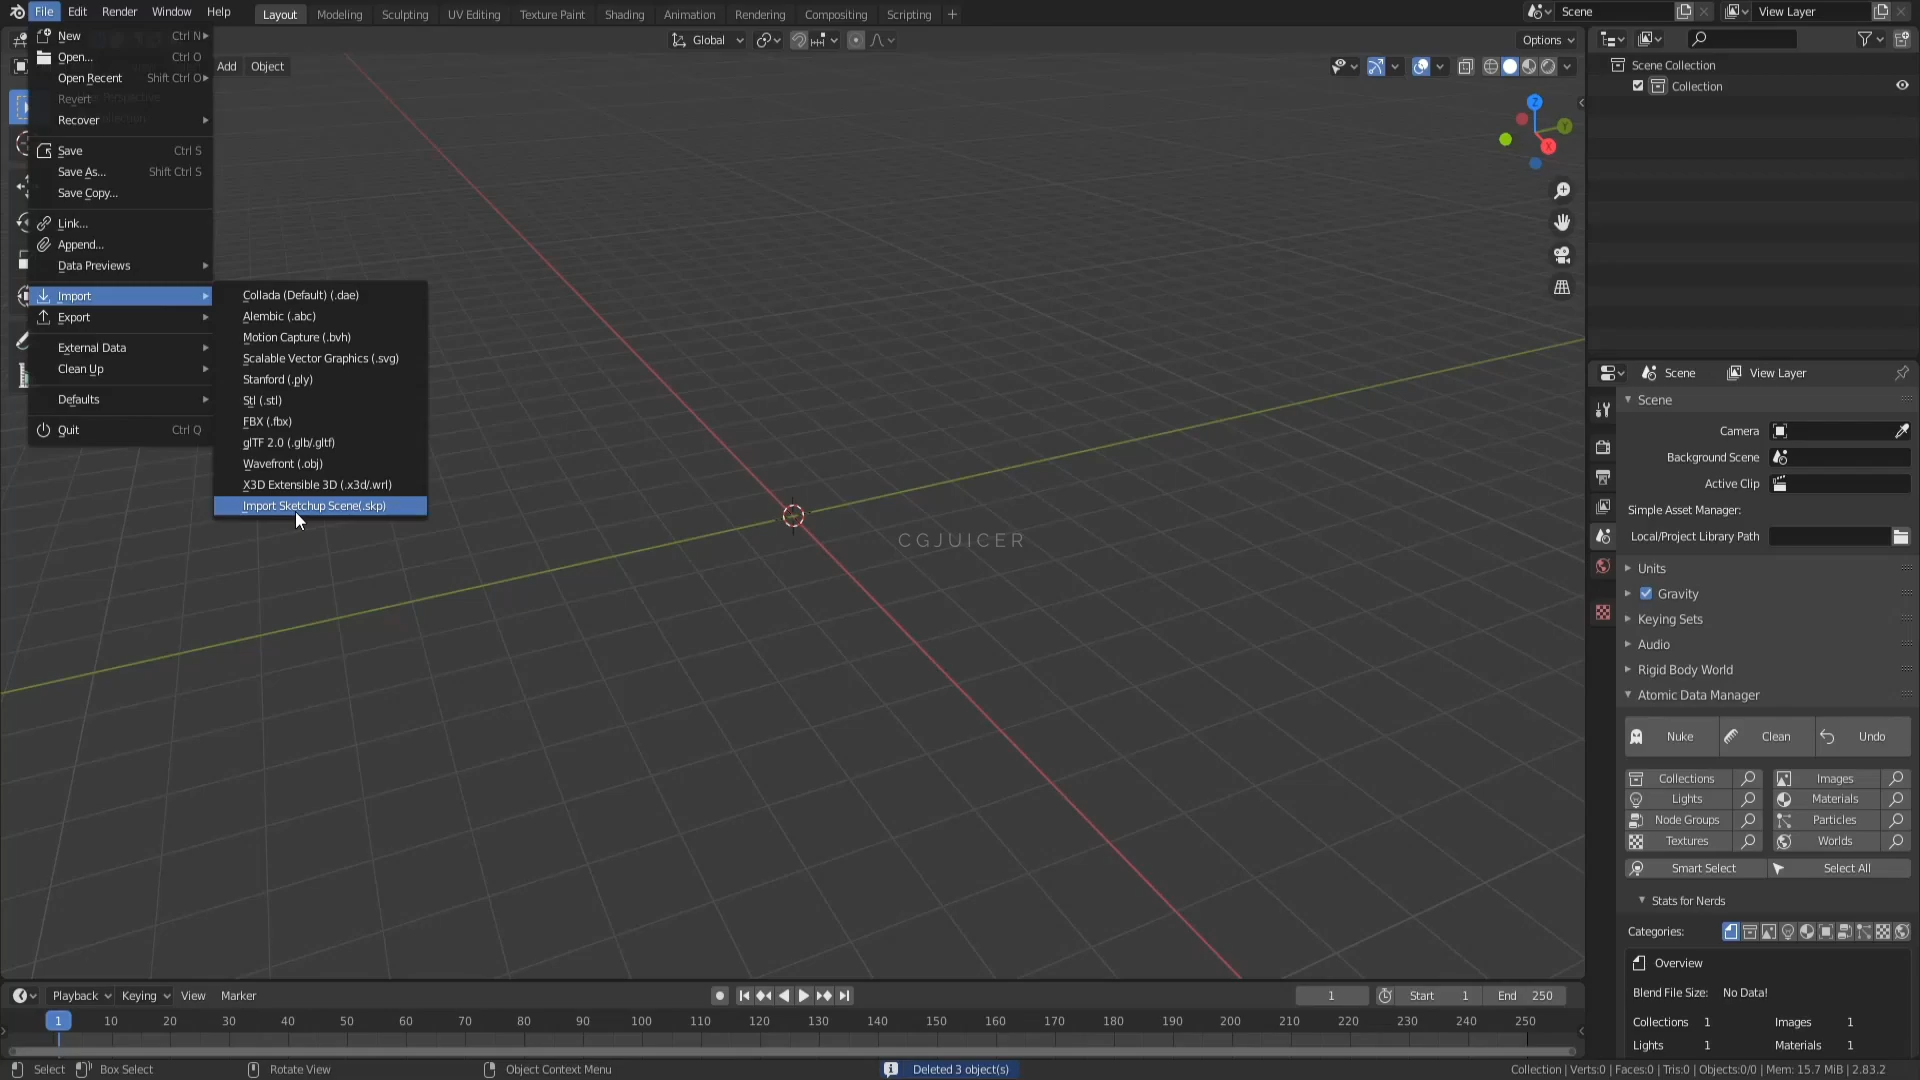 File Edit Render Window Help
Layout Modeling Sculpting UV Editing Texture Paint Shading Animation Rendering Compositing Scripting +
Scene
View Layer
New Ctrl N
Open... Ctrl O
Open Recent Shift Ctrl O
Revert
Recover
Save Ctrl S
Save As... Shift Ctrl S
Save Copy...
Link...
Append...
Data Previews
Import
Export
External Data
Clean Up
Defaults
Quit Ctrl Q
Add Object
Global
Options
Collada (Default) (.dae)
Alembic (.abc)
Motion Capture (.bvh)
Scalable Vector Graphics (.svg)
Stanford (.ply)
Stl (.stl)
FBX (.fbx)
glTF 2.0 (.glb/.gltf)
Wavefront (.obj)
X3D Extensible 3D (.x3d/.wrl)
Import Sketchup Scene(.skp)
Z
Y
X
CGJUICER
Scene Collection
Collection
Scene View Layer
Scene
Camera
Background Scene
Active Clip
Simple Asset Manager:
Local/Project Library Path
Units
Gravity
Keying Sets
Audio
Rigid Body World
Atomic Data Manager
Nuke Clean Undo
Collections Images
Lights Materials
Node Groups Particles
Textures Worlds
Smart Select Select All
Stats for Nerds
Categories:
Overview
Blend File Size: No Data!
Collections 1 Images 1
Lights 1 Materials 1
Playback Keying View Marker
1 Start 1 End 250
1 10 20 30 40 50 60 70 80 90 100 110 120 130 140 150 160 170 180 190 200 210 220 230 240 250
Select Box Select Rotate View Object Context Menu
Deleted 3 object(s)
Collection | Verts:0 | Faces:0 | Tris:0 | Objects:0/0 | Mem: 15.7 MiB | 2.83.2